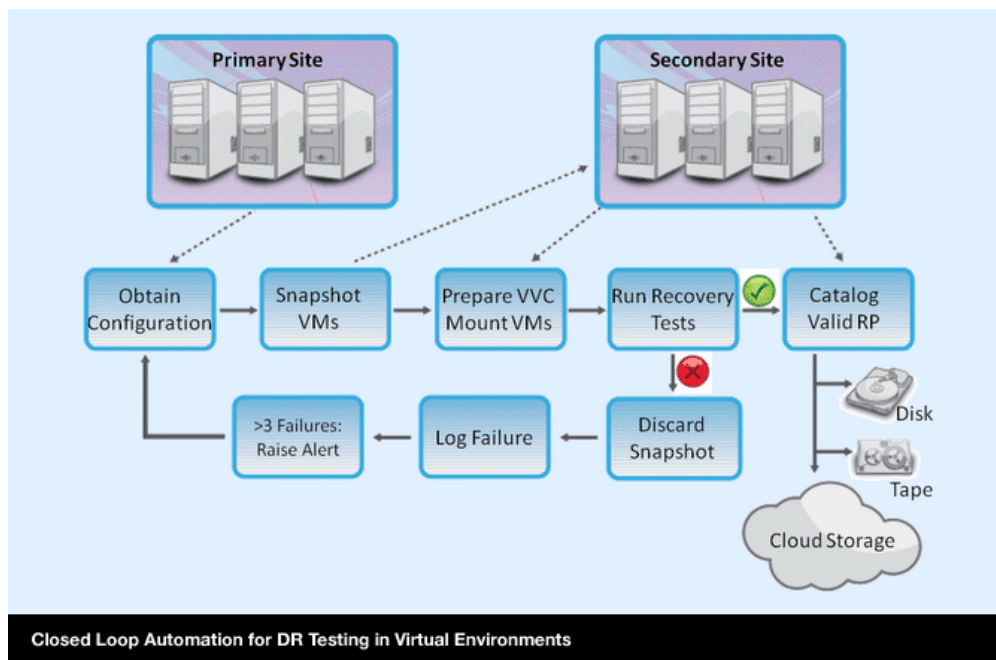 Primary Site
Secondary Site
Obtain
Configuration
Snapshot
VMs
Prepare VVC
Mount VMs
Run Recovery
Tests
Catalog
Valid RP
>3 Failures:
Raise Alert
Log Failure
Discard
Snapshot
Disk
Tape
Cloud Storage
Closed Loop Automation for DR Testing in Virtual Environments